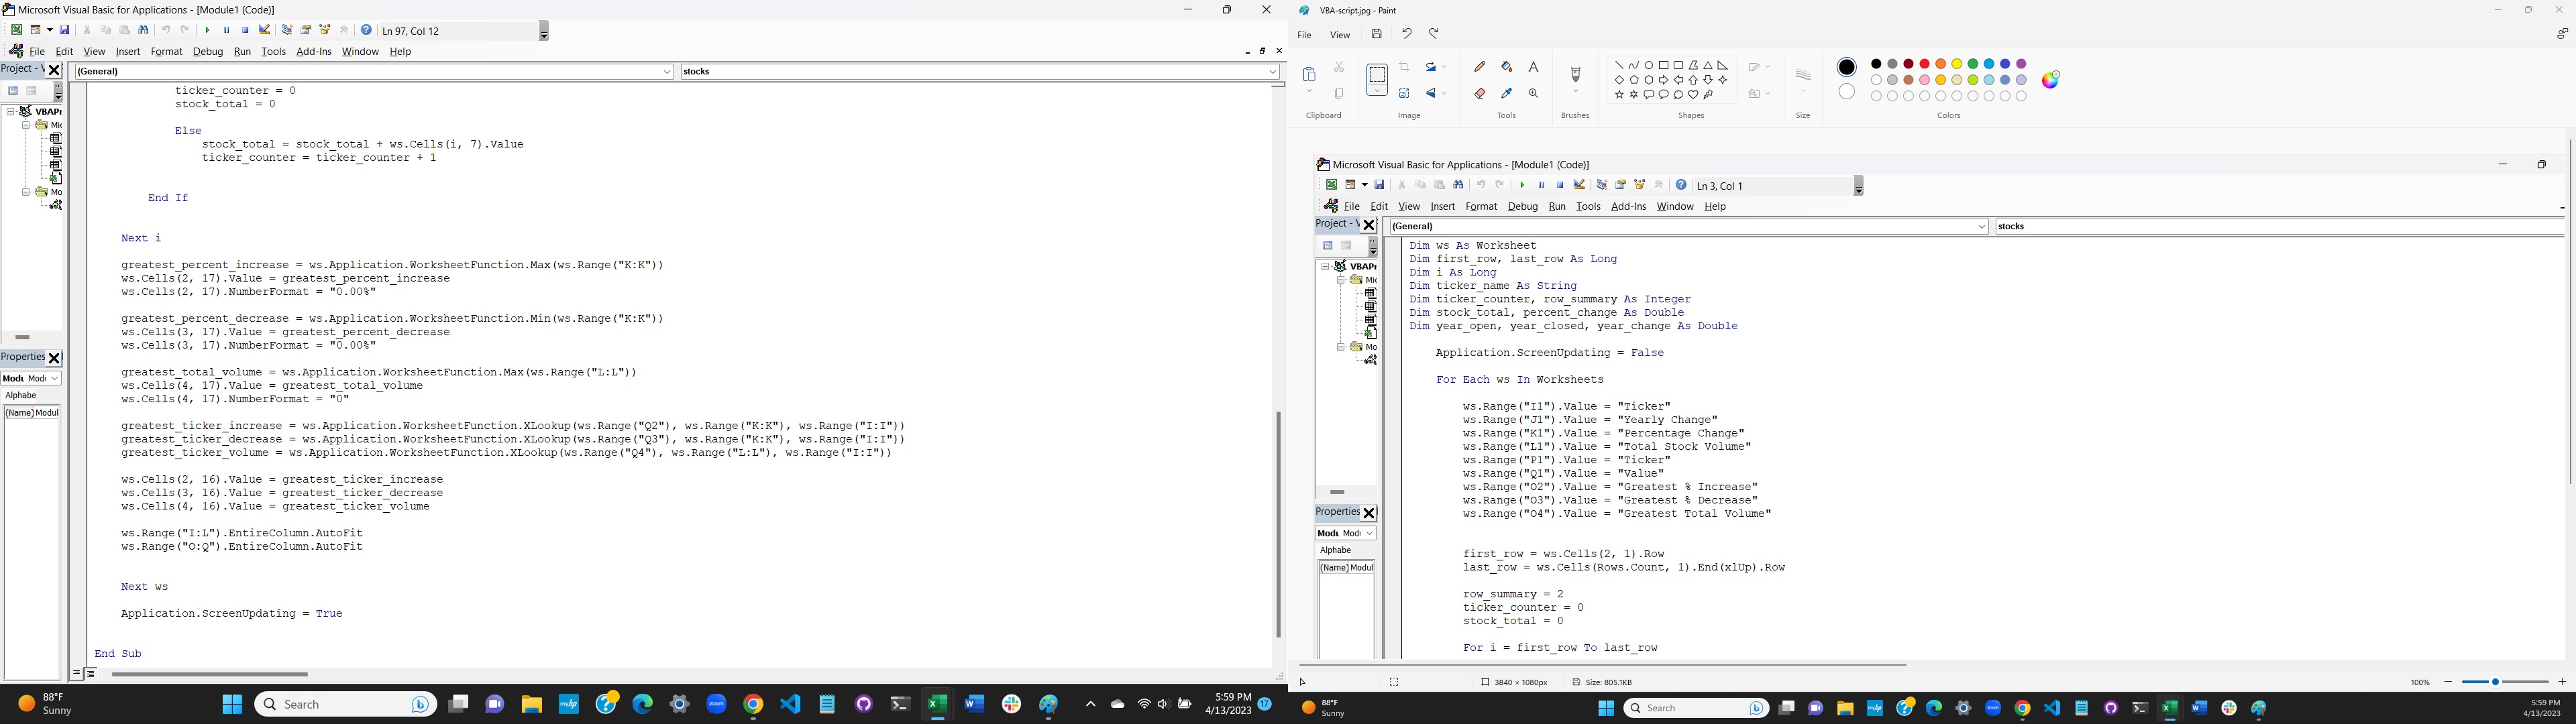 Microsoft Visual Basic for Applications - [Module1 (Code)]
Ln 97, Col 12
File Edit View Insert Format Debug Run Tools Add-Ins Window Help
Project - V
(General)
stocks
VBAPr
Mic
Mo
Properties
Modu Modu
Alphabe
(Name) Modul
ticker_counter = 0
stock_total = 0
Else
stock_total = stock_total + ws.Cells(i, 7).Value
ticker_counter = ticker_counter + 1
End If
Next i
greatest_percent_increase = ws.Application.WorksheetFunction.Max(ws.Range("K:K"))
ws.Cells(2, 17).Value = greatest_percent_increase
ws.Cells(2, 17).NumberFormat = "0.00%"
greatest_percent_decrease = ws.Application.WorksheetFunction.Min(ws.Range("K:K"))
ws.Cells(3, 17).Value = greatest_percent_decrease
ws.Cells(3, 17).NumberFormat = "0.00%"
greatest_total_volume = ws.Application.WorksheetFunction.Max(ws.Range("L:L"))
ws.Cells(4, 17).Value = greatest_total_volume
ws.Cells(4, 17).NumberFormat = "0"
greatest_ticker_increase = ws.Application.WorksheetFunction.XLookup(ws.Range("Q2"), ws.Range("K:K"), ws.Range("I:I"))
greatest_ticker_decrease = ws.Application.WorksheetFunction.XLookup(ws.Range("Q3"), ws.Range("K:K"), ws.Range("I:I"))
greatest_ticker_volume = ws.Application.WorksheetFunction.XLookup(ws.Range("Q4"), ws.Range("L:L"), ws.Range("I:I"))
ws.Cells(2, 16).Value = greatest_ticker_increase
ws.Cells(3, 16).Value = greatest_ticker_decrease
ws.Cells(4, 16).Value = greatest_ticker_volume
ws.Range("I:L").EntireColumn.AutoFit
ws.Range("O:Q").EntireColumn.AutoFit
Next ws
Application.ScreenUpdating = True
End Sub
88°F
Sunny
Search
zoom
5:59 PM
4/13/2023
17
VBA-script.jpg - Paint
File View
Clipboard Image Tools Brushes Shapes Size Colors
Microsoft Visual Basic for Applications - [Module1 (Code)]
Ln 3, Col 1
File Edit View Insert Format Debug Run Tools Add-Ins Window Help
Project - V
(General)
stocks
VBAPr
Mic
Mo
Properties
Modu Modu
Alphabe
(Name) Modul
Dim ws As Worksheet
Dim first_row, last_row As Long
Dim i As Long
Dim ticker_name As String
Dim ticker_counter, row_summary As Integer
Dim stock_total, percent_change As Double
Dim year_open, year_closed, year_change As Double
Application.ScreenUpdating = False
For Each ws In Worksheets
ws.Range("I1").Value = "Ticker"
ws.Range("J1").Value = "Yearly Change"
ws.Range("K1").Value = "Percentage Change"
ws.Range("L1").Value = "Total Stock Volume"
ws.Range("P1").Value = "Ticker"
ws.Range("Q1").Value = "Value"
ws.Range("O2").Value = "Greatest % Increase"
ws.Range("O3").Value = "Greatest % Decrease"
ws.Range("O4").Value = "Greatest Total Volume"
first_row = ws.Cells(2, 1).Row
last_row = ws.Cells(Rows.Count, 1).End(xlUp).Row
row_summary = 2
ticker_counter = 0
stock_total = 0
For i = first_row To last_row
3840 × 1080px
Size: 805.1KB
100%
88°F
Sunny
Search
5:59 PM
4/13/2023